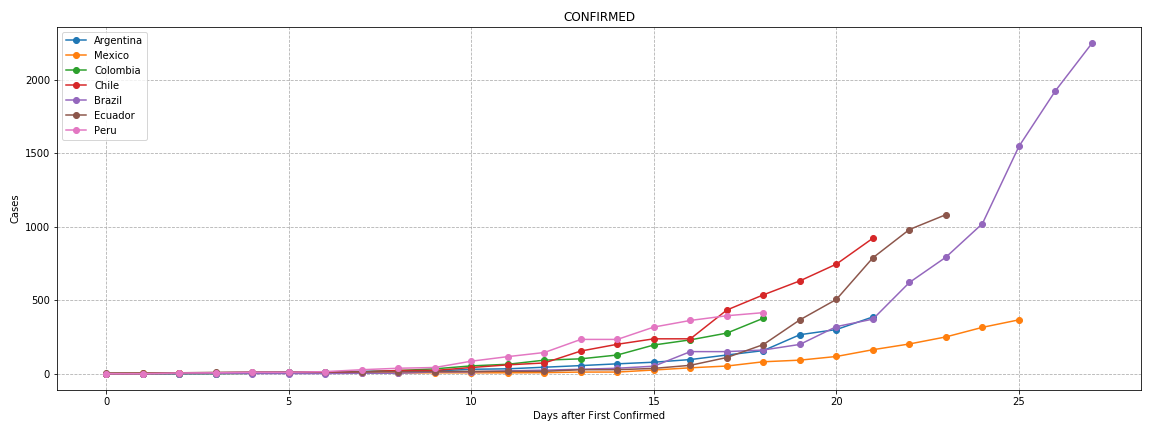 CONFIRMED
Argentina
Mexico
Colombia
Chile
Brazil
Ecuador
Peru
2000
1500
1000
500
0
Cases
0 5 10 15 20 25
Days after First Confirmed